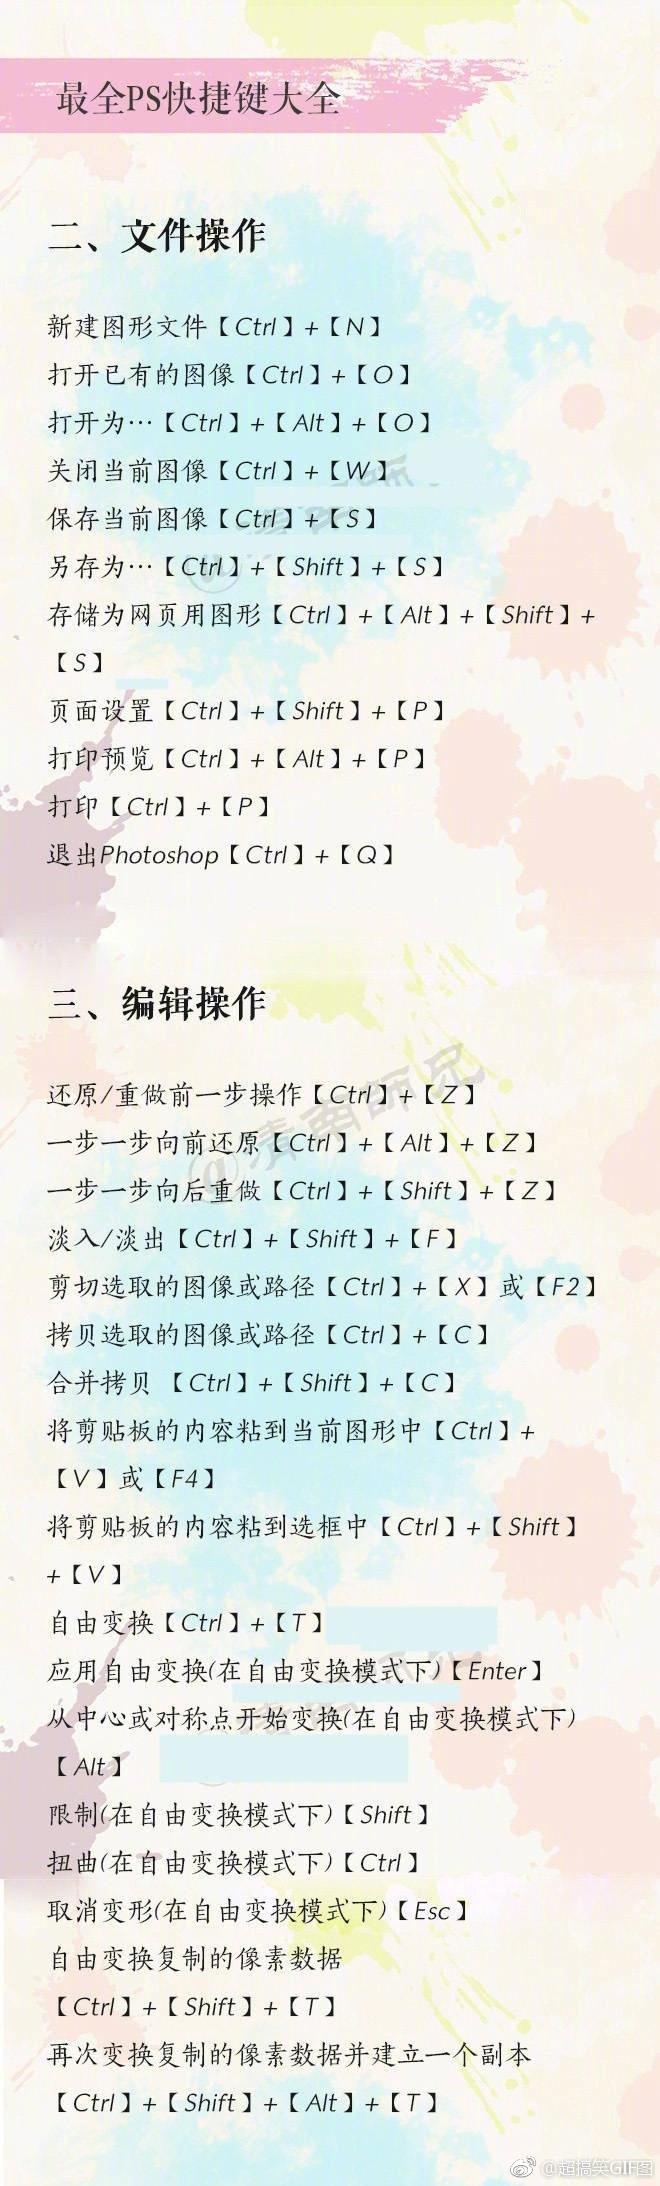 最全PS快捷键大全
二、文件操作
新建图形文件【Ctrl】+【N】
打开已有的图像【Ctrl】+【O】
打开为…【Ctrl】+【Alt】+【O】
关闭当前图像【Ctrl】+【W】
保存当前图像【Ctrl】+【S】
另存为…【Ctrl】+【Shift】+【S】
存储为网页用图形【Ctrl】+【Alt】+【Shift】+
【S】
页面设置【Ctrl】+【Shift】+【P】
打印预览【Ctrl】+【Alt】+【P】
打印【Ctrl】+【P】
退出Photoshop【Ctrl】+【Q】
三、编辑操作
还原/重做前一步操作【Ctrl】+【Z】
一步一步向前还原【Ctrl】+【Alt】+【Z】
一步一步向后重做【Ctrl】+【Shift】+【Z】
淡入/淡出【Ctrl】+【Shift】+【F】
剪切选取的图像或路径【Ctrl】+【X】或【F2】
拷贝选取的图像或路径【Ctrl】+【C】
合并拷贝 【Ctrl】+【Shift】+【C】
将剪贴板的内容粘到当前图形中【Ctrl】+
【V】或【F4】
将剪贴板的内容粘到选框中【Ctrl】+【Shift】
+【V】
自由变换【Ctrl】+【T】
应用自由变换(在自由变换模式下)【Enter】
从中心或对称点开始变换(在自由变换模式下)
【Alt】
限制(在自由变换模式下)【Shift】
扭曲(在自由变换模式下)【Ctrl】
取消变形(在自由变换模式下)【Esc】
自由变换复制的像素数据
【Ctrl】+【Shift】+【T】
再次变换复制的像素数据并建立一个副本
【Ctrl】+【Shift】+【Alt】+【T】
@超搞笑GIF图